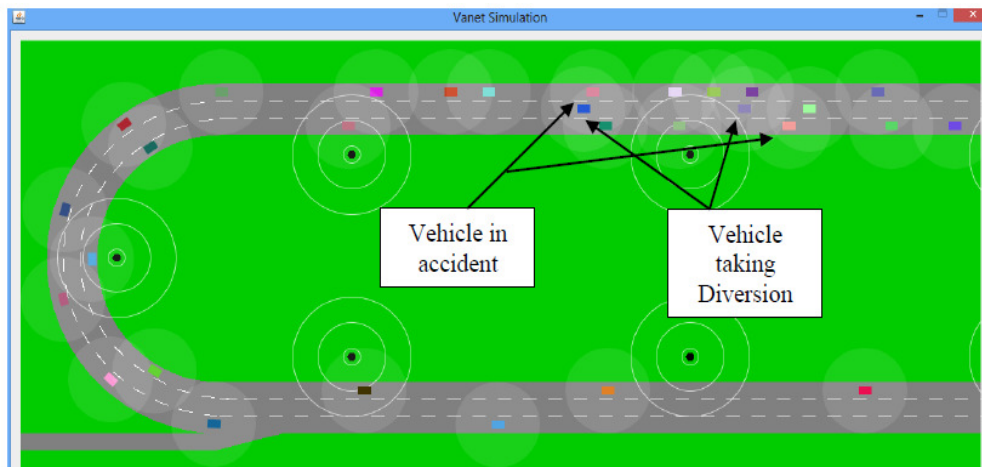 Vanet Simulation
Vehicle in
accident
Vehicle
taking
Diversion